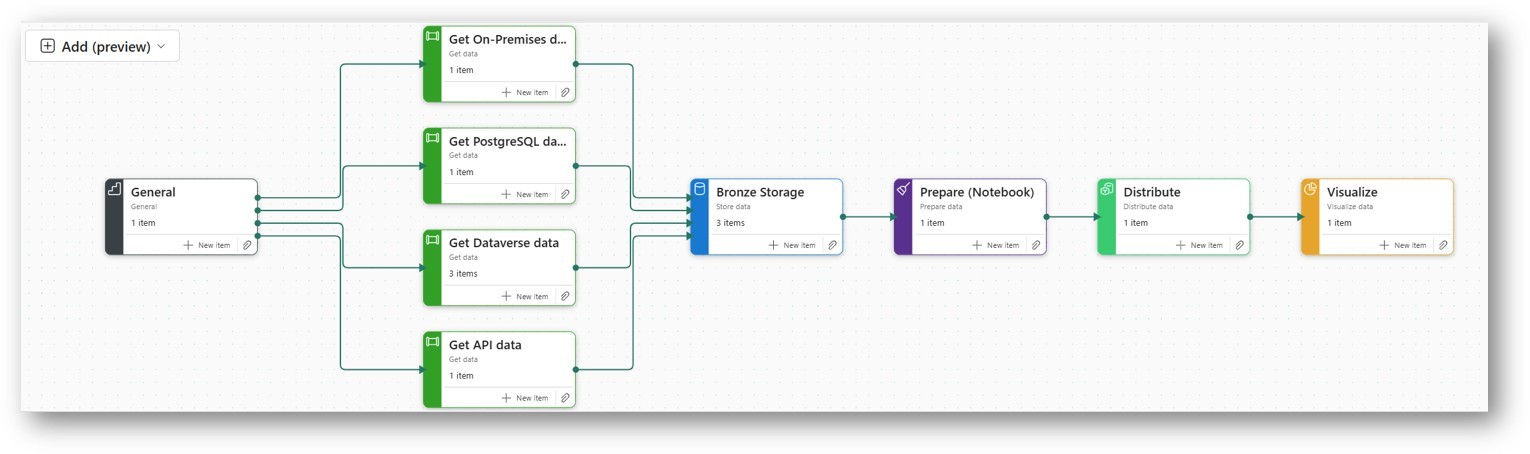 Add (preview)
Get On-Premises d...
Get data
1 item
New item
Get PostgreSQL da...
Get data
1 item
New item
General
General
1 item
New item
Bronze Storage
Store data
3 items
New item
Prepare (Notebook)
Prepare data
1 item
New item
Distribute
Distribute data
1 item
New item
Visualize
Visualize data
1 item
New item
Get Dataverse data
Get data
3 items
New item
Get API data
Get data
1 item
New item